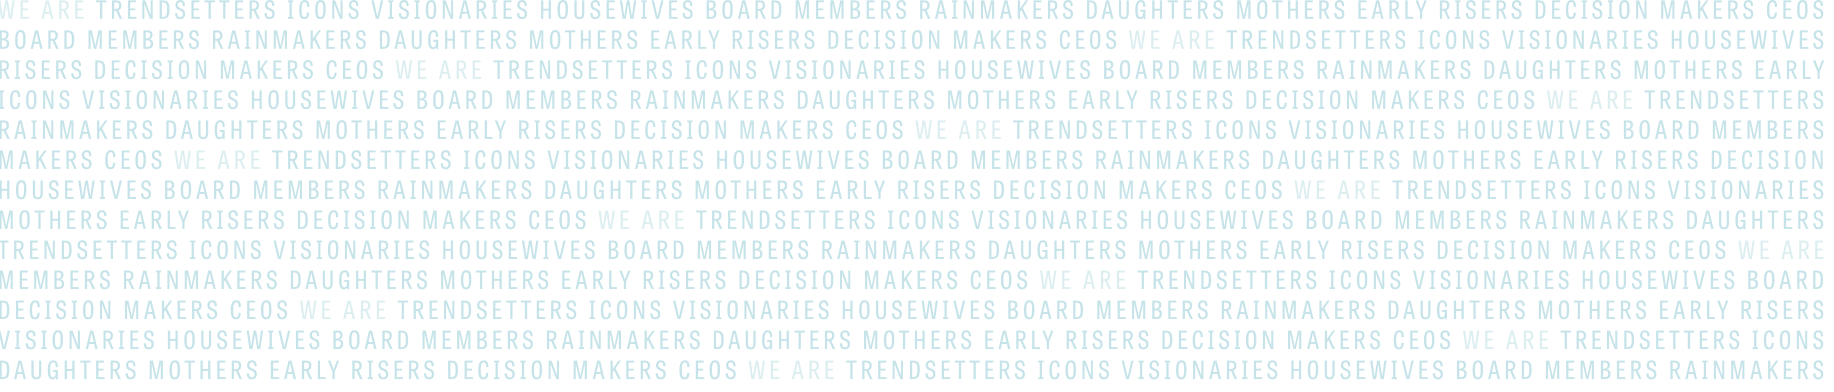 WE ARE TRENDSETTERS ICONS VISIONARIES HOUSEWIVES BOARD MEMBERS RAINMAKERS DAUGHTERS MOTHERS EARLY RISERS DECISION MAKERS CEOS
BOARD MEMBERS RAINMAKERS DAUGHTERS MOTHERS EARLY RISERS DECISION MAKERS CEOS WE ARE TRENDSETTERS ICONS VISIONARIES HOUSEWIVES
RISERS DECISION MAKERS CEOS WE ARE TRENDSETTERS ICONS VISIONARIES HOUSEWIVES BOARD MEMBERS RAINMAKERS DAUGHTERS MOTHERS EARLY
ICONS VISIONARIES HOUSEWIVES BOARD MEMBERS RAINMAKERS DAUGHTERS MOTHERS EARLY RISERS DECISION MAKERS CEOS WE ARE TRENDSETTERS
RAINMAKERS DAUGHTERS MOTHERS EARLY RISERS DECISION MAKERS CEOS WE ARE TRENDSETTERS ICONS VISIONARIES HOUSEWIVES BOARD MEMBERS
MAKERS CEOS WE ARE TRENDSETTERS ICONS VISIONARIES HOUSEWIVES BOARD MEMBERS RAINMAKERS DAUGHTERS MOTHERS EARLY RISERS DECISION
HOUSEWIVES BOARD MEMBERS RAINMAKERS DAUGHTERS MOTHERS EARLY RISERS DECISION MAKERS CEOS WE ARE TRENDSETTERS ICONS VISIONARIES
MOTHERS EARLY RISERS DECISION MAKERS CEOS WE ARE TRENDSETTERS ICONS VISIONARIES HOUSEWIVES BOARD MEMBERS RAINMAKERS DAUGHTERS
TRENDSETTERS ICONS VISIONARIES HOUSEWIVES BOARD MEMBERS RAINMAKERS DAUGHTERS MOTHERS EARLY RISERS DECISION MAKERS CEOS WE ARE
MEMBERS RAINMAKERS DAUGHTERS MOTHERS EARLY RISERS DECISION MAKERS CEOS WE ARE TRENDSETTERS ICONS VISIONARIES HOUSEWIVES BOARD
DECISION MAKERS CEOS WE ARE TRENDSETTERS ICONS VISIONARIES HOUSEWIVES BOARD MEMBERS RAINMAKERS DAUGHTERS MOTHERS EARLY RISERS
VISIONARIES HOUSEWIVES BOARD MEMBERS RAINMAKERS DAUGHTERS MOTHERS EARLY RISERS DECISION MAKERS CEOS WE ARE TRENDSETTERS ICONS
DAUGHTERS MOTHERS EARLY RISERS DECISION MAKERS CEOS WE ARE TRENDSETTERS ICONS VISIONARIES HOUSEWIVES BOARD MEMBERS RAINMAKERS